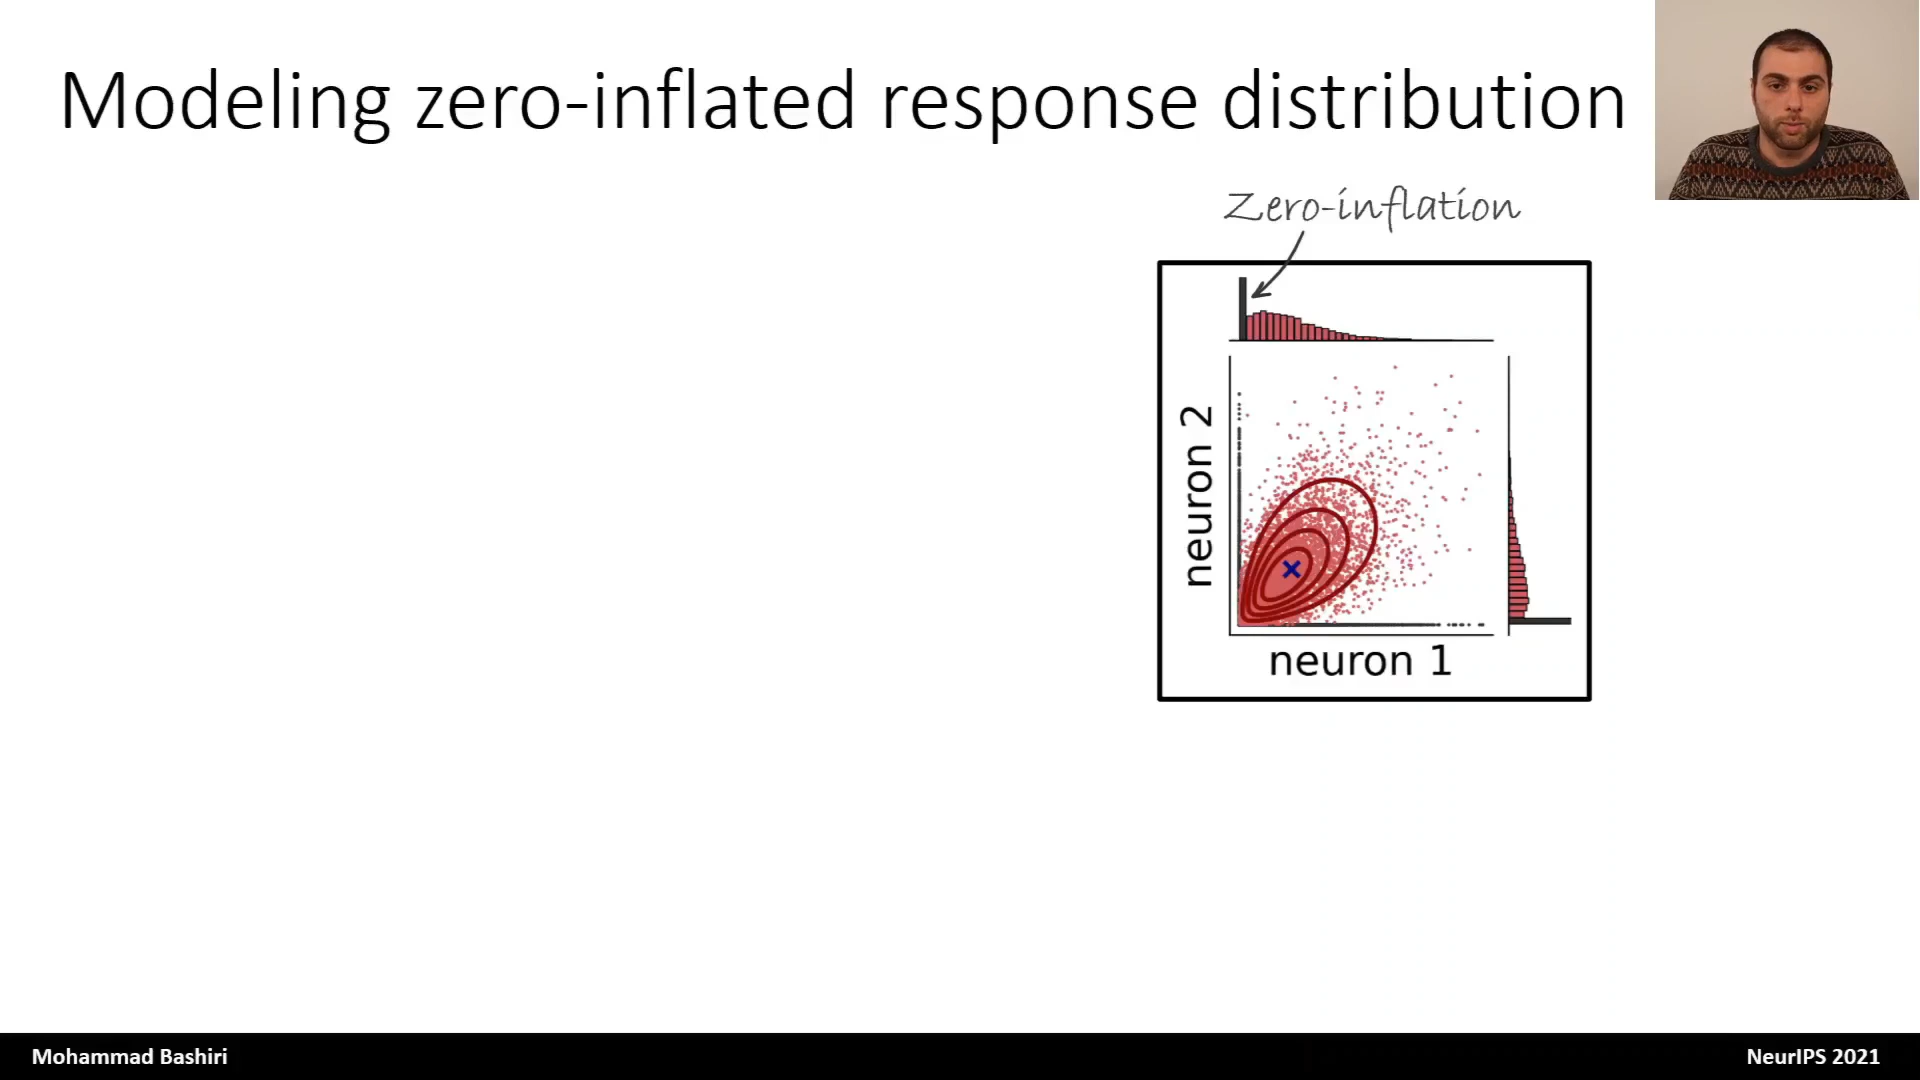 Modeling zero-inflated response distribution
Zero-inflation
neuron 2
neuron 1
Mohammad Bashiri
NeurIPS 2021